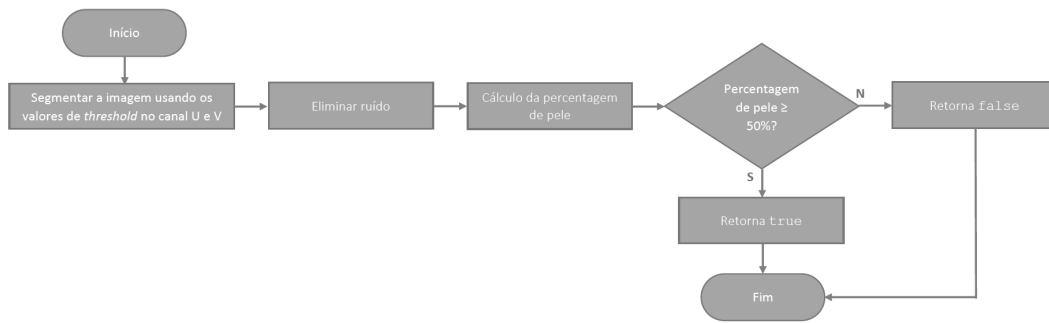 Início
Segmentar a imagem usando os
valores de threshold no canal U e V
Eliminar ruído
Cálculo da percentagem
de pele
Percentagem
de pele ≥
50%?
N
Retorna false
S
Retorna true
Fim